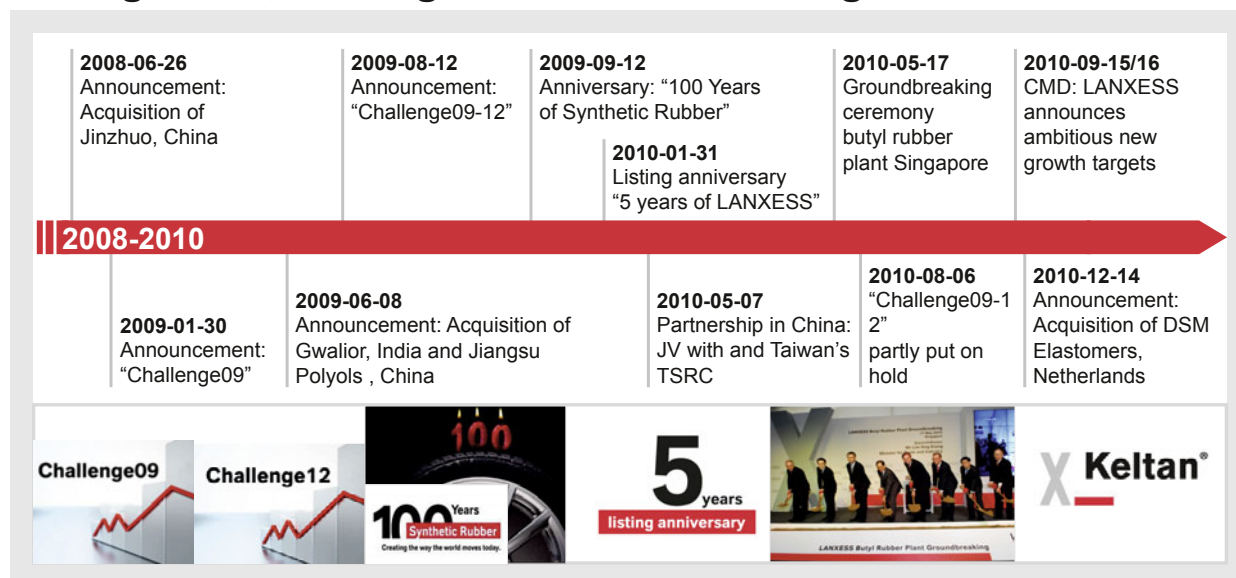 2008-06-26
Announcement:
Acquisition of
Jinzhuo, China
2009-08-12
Announcement:
“Challenge09-12”
2009-09-12
Anniversary: “100 Years
of Synthetic Rubber”
2010-01-31
Listing anniversary
“5 years of LANXESS”
2010-05-17
Groundbreaking
ceremony
butyl rubber
plant Singapore
2010-09-15/16
CMD: LANXESS
announces
ambitious new
growth targets
2008-2010
2009-01-30
Announcement:
“Challenge09”
2009-06-08
Announcement: Acquisition of
Gwalior, India and Jiangsu
Polyols , China
2010-05-07
Partnership in China:
JV with and Taiwan’s
TSRC
2010-08-06
“Challenge09-1
2”
partly put on
hold
2010-12-14
Announcement:
Acquisition of DSM
Elastomers,
Netherlands
Challenge09
Challenge12
100
100 Years
Synthetic Rubber
Creating the way the world moves today.
5
years
listing anniversary
LANXESS Butyl Rubber Plant Groundbreaking
LANXESS Butyl Rubber Plant Groundbreaking
X Keltan®